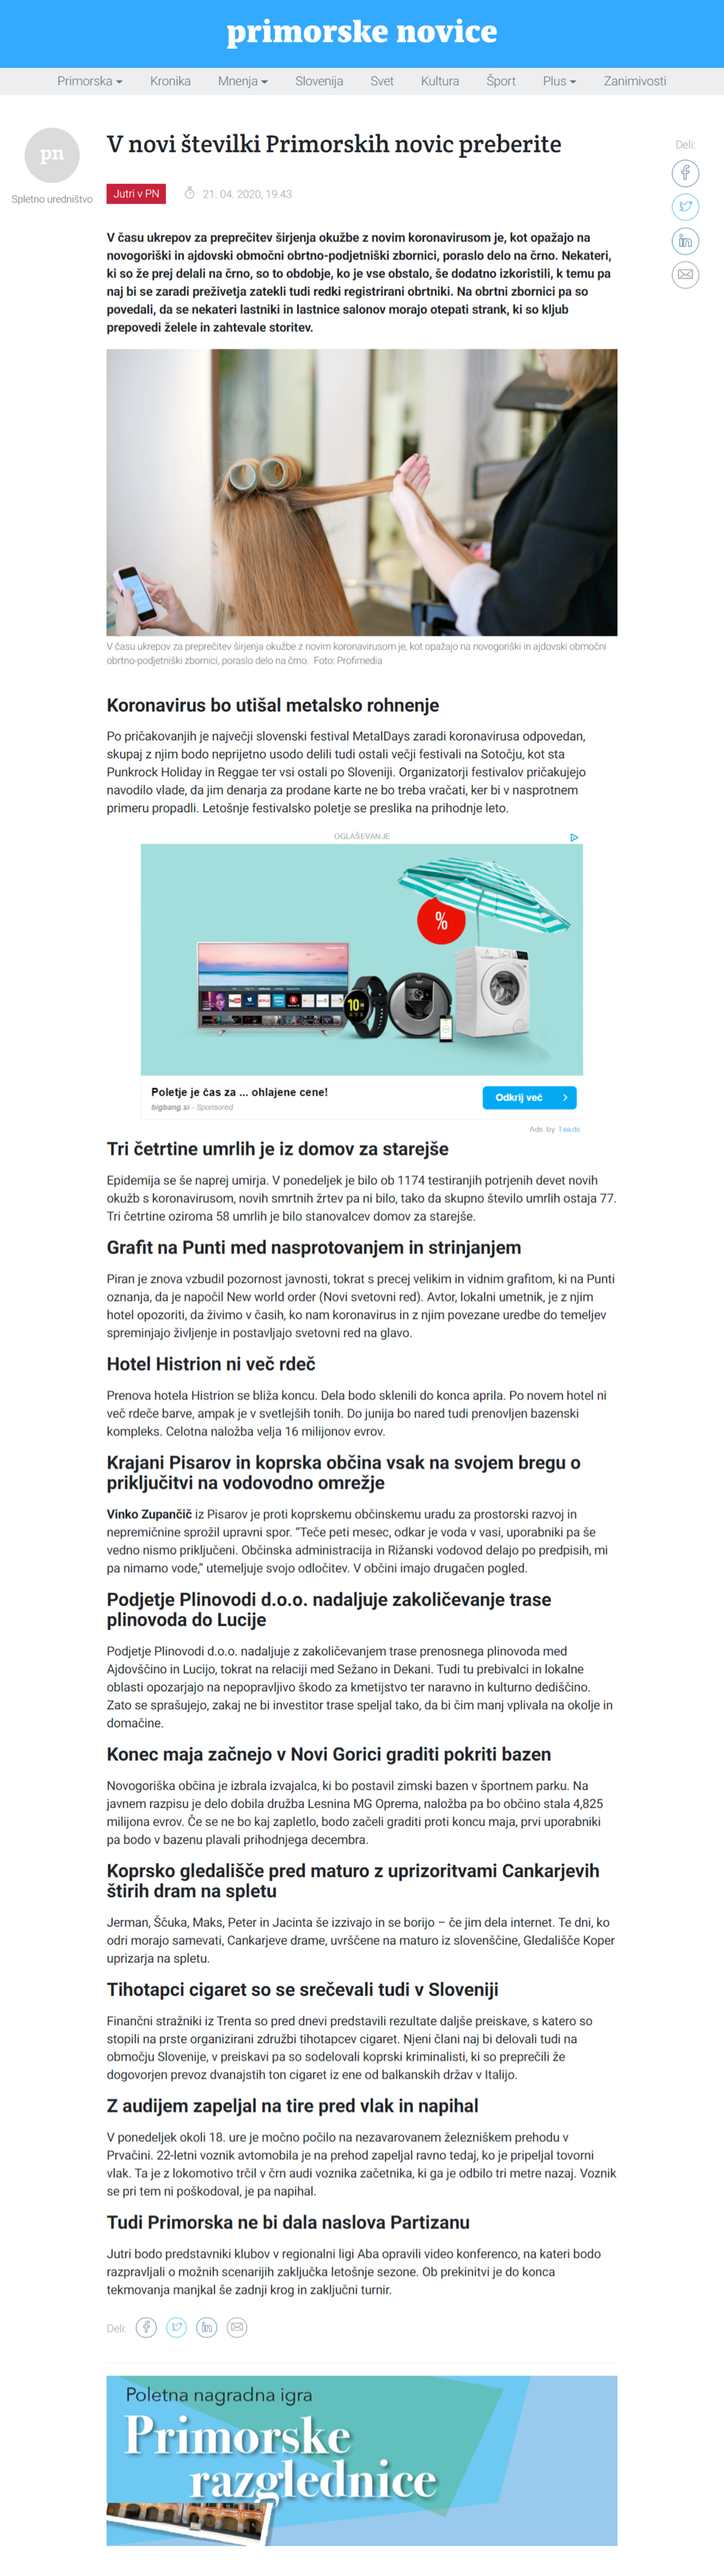 primorske novice
Primorska Kronika Mnenja Slovenija Svet Kultura Šport Plus Zanimivosti
pn
Spletno uredništvo
V novi številki Primorskih novic preberite
Deli:
Jutri v PN 21. 04. 2020, 19.43
V času ukrepov za preprečitev širjenja okužbe z novim koronavirusom je, kot opažajo na
novogoriški in ajdovski območni obrtno-podjetniški zbornici, poraslo delo na črno. Nekateri,
ki so že prej delali na črno, so to obdobje, ko je vse obstalo, še dodatno izkoristili, k temu pa
naj bi se zaradi preživetja zatekli tudi redki registrirani obrtniki. Na obrtni zbornici pa so
povedali, da se nekateri lastniki in lastnice salonov morajo otepati strank, ki so kljub
prepovedi želele in zahtevale storitev.
V času ukrepov za preprečitev širjenja okužbe z novim koronavirusom je, kot opažajo na novogoriški in ajdovski območni
obrtno-podjetniški zbornici, poraslo delo na črno. Foto: Profimedia
Koronavirus bo utišal metalsko rohnenje
Po pričakovanjih je največji slovenski festival MetalDays zaradi koronavirusa odpovedan,
skupaj z njim bodo neprijetno usodo delili tudi ostali večji festivali na Sotočju, kot sta
Punkrock Holiday in Reggae ter vsi ostali po Sloveniji. Organizatorji festivalov pričakujejo
navodilo vlade, da jim denarja za prodane karte ne bo treba vračati, ker bi v nasprotnem
primeru propadli. Letošnje festivalsko poletje se preslika na prihodnje leto.
OGLAŠEVANJE
%
10
Poletje je čas za ... ohlajene cene!
bigbang.si - Sponsored
Odkrij več
Ads by Teads
Tri četrtine umrlih je iz domov za starejše
Epidemija se še naprej umirja. V ponedeljek je bilo ob 1174 testiranjih potrjenih devet novih
okužb s koronavirusom, novih smrtnih žrtev pa ni bilo, tako da skupno število umrlih ostaja 77.
Tri četrtine oziroma 58 umrlih je bilo stanovalcev domov za starejše.
Grafit na Punti med nasprotovanjem in strinjanjem
Piran je znova vzbudil pozornost javnosti, tokrat s precej velikim in vidnim grafitom, ki na Punti
oznanja, da je napočil New world order (Novi svetovni red). Avtor, lokalni umetnik, je z njim
hotel opozoriti, da živimo v časih, ko nam koronavirus in z njim povezane uredbe do temeljev
spreminjajo življenje in postavljajo svetovni red na glavo.
Hotel Histrion ni več rdeč
Prenova hotela Histrion se bliža koncu. Dela bodo sklenili do konca aprila. Po novem hotel ni
več rdeče barve, ampak je v svetlejših tonih. Do junija bo nared tudi prenovljen bazenski
kompleks. Celotna naložba velja 16 milijonov evrov.
Krajani Pisarov in koprska občina vsak na svojem bregu o
priključitvi na vodovodno omrežje
Vinko Zupančič iz Pisarov je proti koprskemu občinskemu uradu za prostorski razvoj in
nepremičnine sprožil upravni spor. “Teče peti mesec, odkar je voda v vasi, uporabniki pa še
vedno nismo priključeni. Občinska administracija in Rižanski vodovod delajo po predpisih, mi
pa nimamo vode,” utemeljuje svojo odločitev. V občini imajo drugačen pogled.
Podjetje Plinovodi d.o.o. nadaljuje zakoličevanje trase
plinovoda do Lucije
Podjetje Plinovodi d.o.o. nadaljuje z zakoličevanjem trase prenosnega plinovoda med
Ajdovščino in Lucijo, tokrat na relaciji med Sežano in Dekani. Tudi tu prebivalci in lokalne
oblasti opozarjajo na nepopravljivo škodo za kmetijstvo ter naravno in kulturno dediščino.
Zato se sprašujejo, zakaj ne bi investitor trase speljal tako, da bi čim manj vplivala na okolje in
domačine.
Konec maja začnejo v Novi Gorici graditi pokriti bazen
Novogoriška občina je izbrala izvajalca, ki bo postavil zimski bazen v športnem parku. Na
javnem razpisu je delo dobila družba Lesnina MG Oprema, naložba pa bo občino stala 4,825
milijona evrov. Če se ne bo kaj zapletlo, bodo začeli graditi proti koncu maja, prvi uporabniki
pa bodo v bazenu plavali prihodnjega decembra.
Koprsko gledališče pred maturo z uprizoritvami Cankarjevih
štirih dram na spletu
Jerman, Ščuka, Maks, Peter in Jacinta še izzivajo in se borijo – če jim dela internet. Te dni, ko
odri morajo samevati, Cankarjeve drame, uvrščene na maturo iz slovenščine, Gledališče Koper
uprizarja na spletu.
Tihotapci cigaret so se srečevali tudi v Sloveniji
Finančni stražniki iz Trenta so pred dnevi predstavili rezultate daljše preiskave, s katero so
stopili na prste organizirani združbi tihotapcev cigaret. Njeni člani naj bi delovali tudi na
območju Slovenije, v preiskavi pa so sodelovali koprski kriminalisti, ki so preprečili že
dogovorjen prevoz dvanajstih ton cigaret iz ene od balkanskih držav v Italijo.
Z audijem zapeljal na tire pred vlak in napihal
V ponedeljek okoli 18. ure je močno počilo na nezavarovanem železniškem prehodu v
Prvačini. 22-letni voznik avtomobila je na prehod zapeljal ravno tedaj, ko je pripeljal tovorni
vlak. Ta je z lokomotivo trčil v črn audi voznika začetnika, ki ga je odbilo tri metre nazaj. Voznik
se pri tem ni poškodoval, je pa napihal.
Tudi Primorska ne bi dala naslova Partizanu
Jutri bodo predstavniki klubov v regionalni ligi Aba opravili video konferenco, na kateri bodo
razpravljali o možnih scenarijih zaključka letošnje sezone. Ob prekinitvi je do konca
tekmovanja manjkal še zadnji krog in zaključni turnir.
Deli:
Poletna nagradna igra
Primorske
razglednice